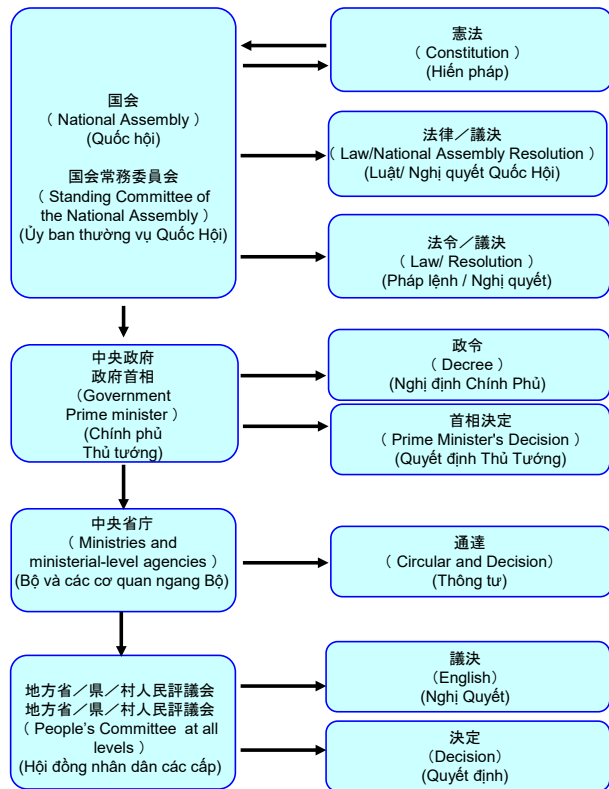 国会
（ National Assembly ）
(Quốc hội)
国会常務委員会
（ Standing Committee of
the National Assembly ）
(Ủy ban thường vụ Quốc Hội)
憲法
（ Constitution ）
(Hiến pháp)
法律／議決
（ Law/National Assembly Resolution ）
(Luật/ Nghị quyết Quốc Hội)
法令／議決
（ Law/ Resolution ）
(Pháp lệnh / Nghị quyết)
中央政府
政府首相
（Government
Prime minister ）
(Chính phủ
Thủ tướng)
政令
（ Decree ）
(Nghị định Chính Phủ)
首相決定
（ Prime Minister's Decision ）
(Quyết định Thủ Tướng)
中央省庁
（ Ministries and
ministerial-level agencies ）
(Bộ và các cơ quan ngang Bộ)
通達
（ Circular and Decision）
(Thông tư)
地方省／県／村人民評議会
地方省／県／村人民評議会
（ People’s Committee at all
levels ）
(Hội đồng nhân dân các cấp)
議決
(English)
(Nghị Quyết)
決定
(Decision)
(Quyết định)